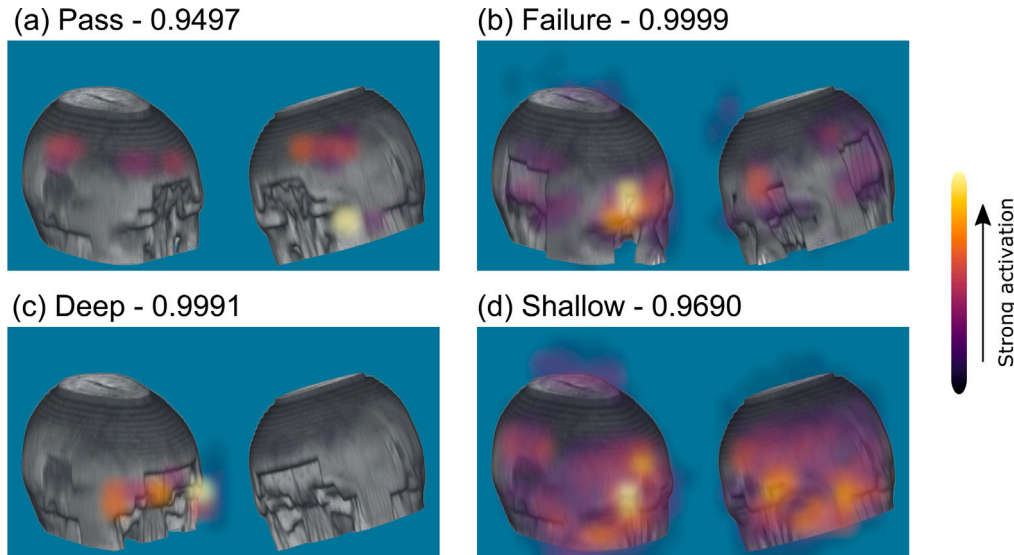 (a) Pass - 0.9497
(b) Failure - 0.9999
(c) Deep - 0.9991
(d) Shallow - 0.9690
Strong activation